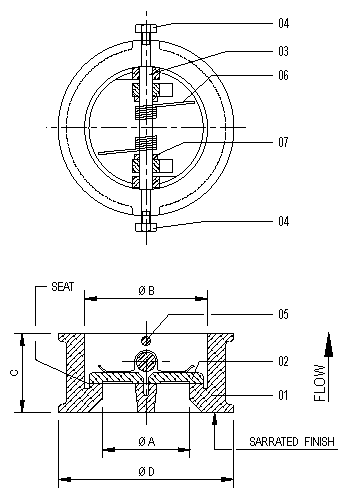 04
03
06
07
04
SEAT
Ø B
05
02
C
FLOW
01
Ø A
SARRATED FINISH
Ø D